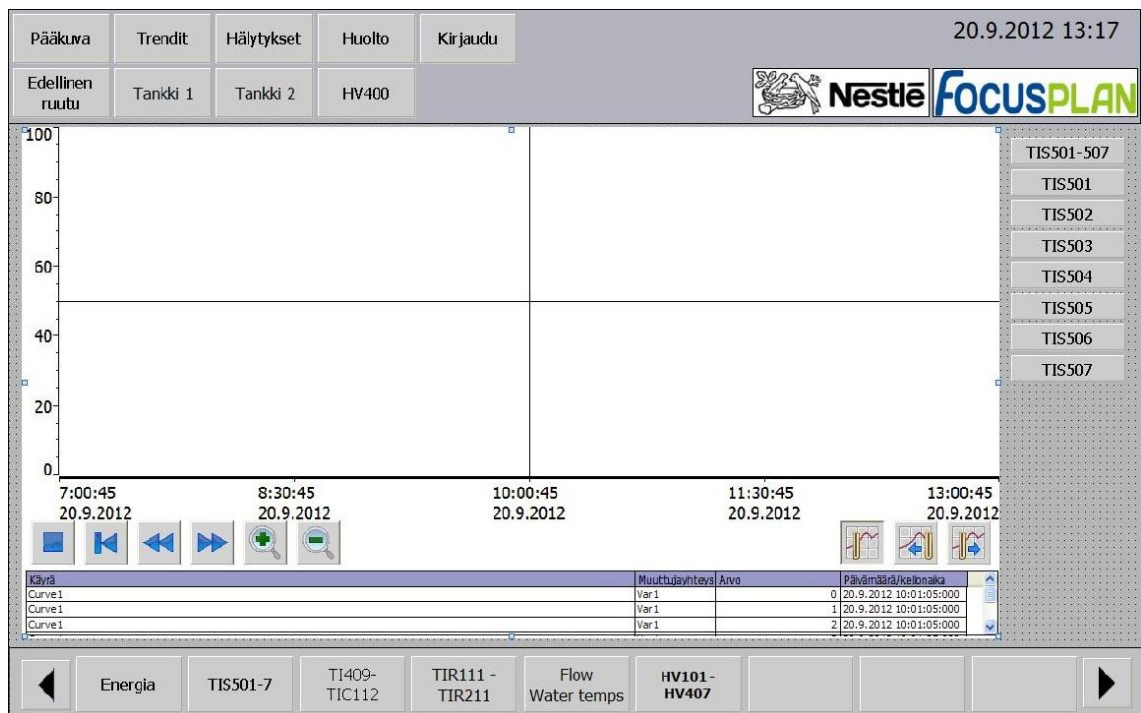 Pääkuva Trendit Hälytykset Huolto Kirjaudu 20.9.2012 13:17
Edellinen
ruutu Tankki 1 Tankki 2 HV400 Nestlé FOCUSPLAN
100
80
60
40
20
0
TIS501-507
TIS501
TIS502
TIS503
TIS504
TIS505
TIS506
TIS507
7:00:45 8:30:45 10:00:45 11:30:45 13:00:45
20.9.2012 20.9.2012 20.9.2012 20.9.2012 20.9.2012
Käyrä Muuttujayhteys Arvo Päivämäärä/kellonaika
Curve1 Var1 0 20.9.2012 10:01:05:000
Curve1 Var1 1 20.9.2012 10:01:05:000
Curve1 Var1 2 20.9.2012 10:01:05:000
Energia TIS501-7 TI409- TIR111 - Flow HV101-
TIC112 TIR211 Water temps HV407